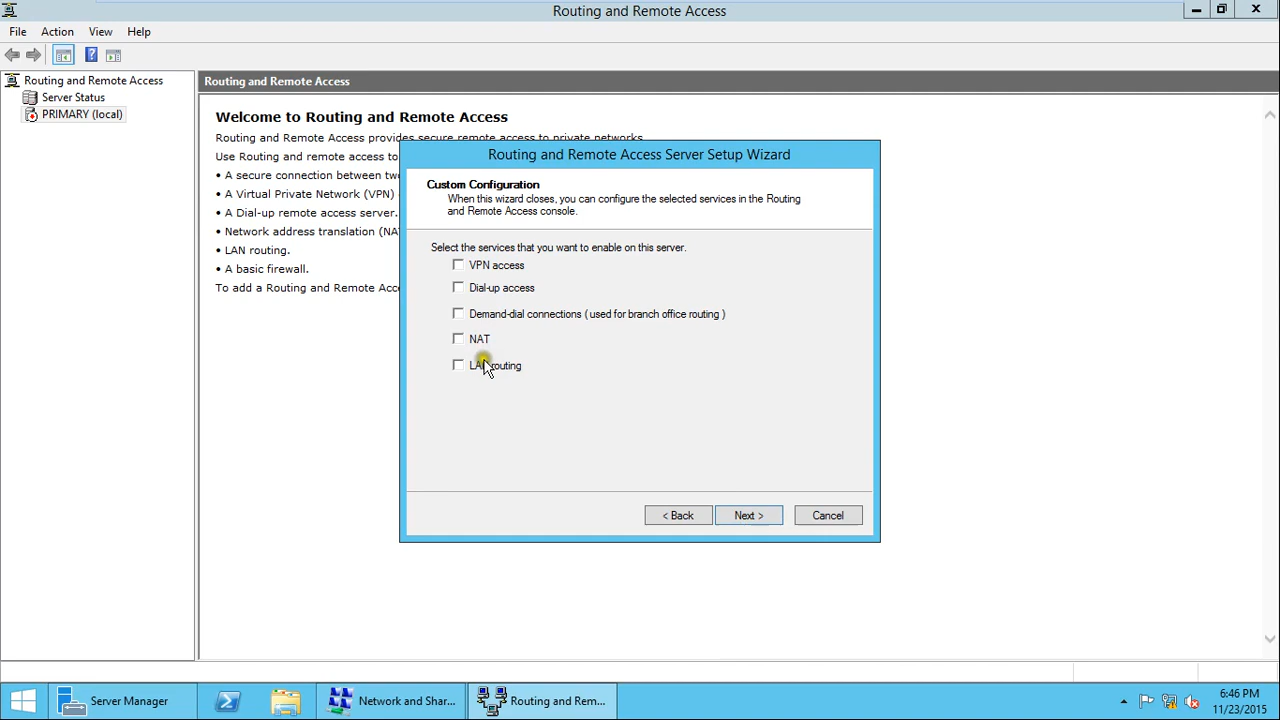 Routing and Remote Access
File Action View Help
Routing and Remote Access
Server Status
PRIMARY (local)
Routing and Remote Access
Welcome to Routing and Remote Access
Routing and Remote Access provides secure remote access to private networks.
Use Routing and remote access to
• A secure connection between
• A Virtual Private Network (VPN)
• A Dial-up remote access server.
• Network address translation
• LAN routing.
• A basic firewall.
To add a Routing and Remote
Routing and Remote Access Server Setup Wizard
Custom Configuration
When this wizard closes, you can configure the selected services in the Routing
and Remote Access console.
Select the services that you want to enable on this server.
VPN access
Dial-up access
Demand-dial connections ( used for branch office routing )
NAT
LAN routing
< Back
Next >
Cancel
Server Manager
Network and Shar...
Routing and Rem...
6:46 PM
11/23/2015